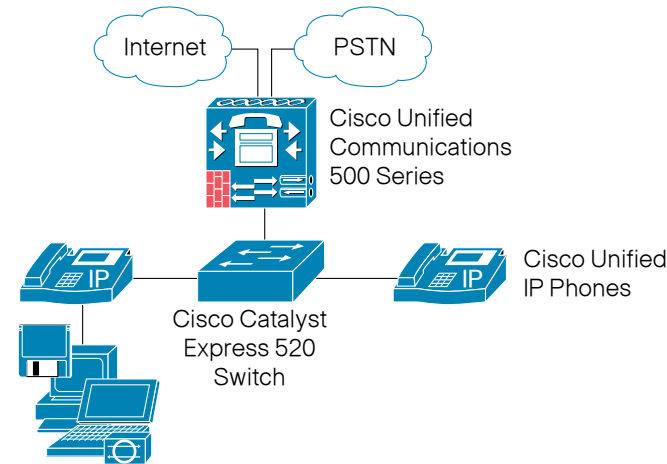 Internet
PSTN
Cisco Unified
Communications
500 Series
IP
IP
Cisco Unified
IP Phones
Cisco Catalyst
Express 520
Switch